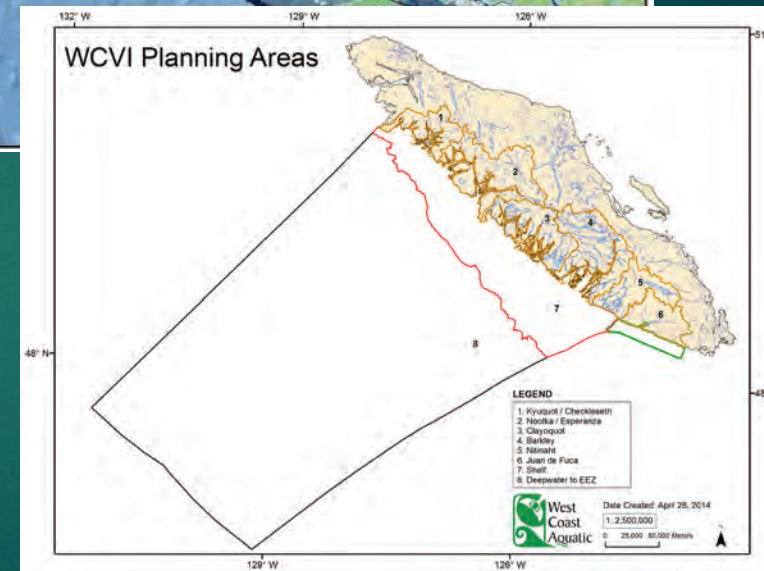 132° W
129° W
126° W
51
WCVI Planning Areas
1
2
3
4
5
6
7
8
48° N
48
LEGEND
1. Kyuquot / Checkleseth
2. Nootka / Esperanza
3. Clayoquot
4. Barkley
5. Nitinaht
6. Juan de Fuca
7. Shelf
8. Deepwater to EEZ
West
Coast
Aquatic
Date Created: April 28, 2014
1: 2,500,000
0 25,000 50,000 Meters
129° W
126° W